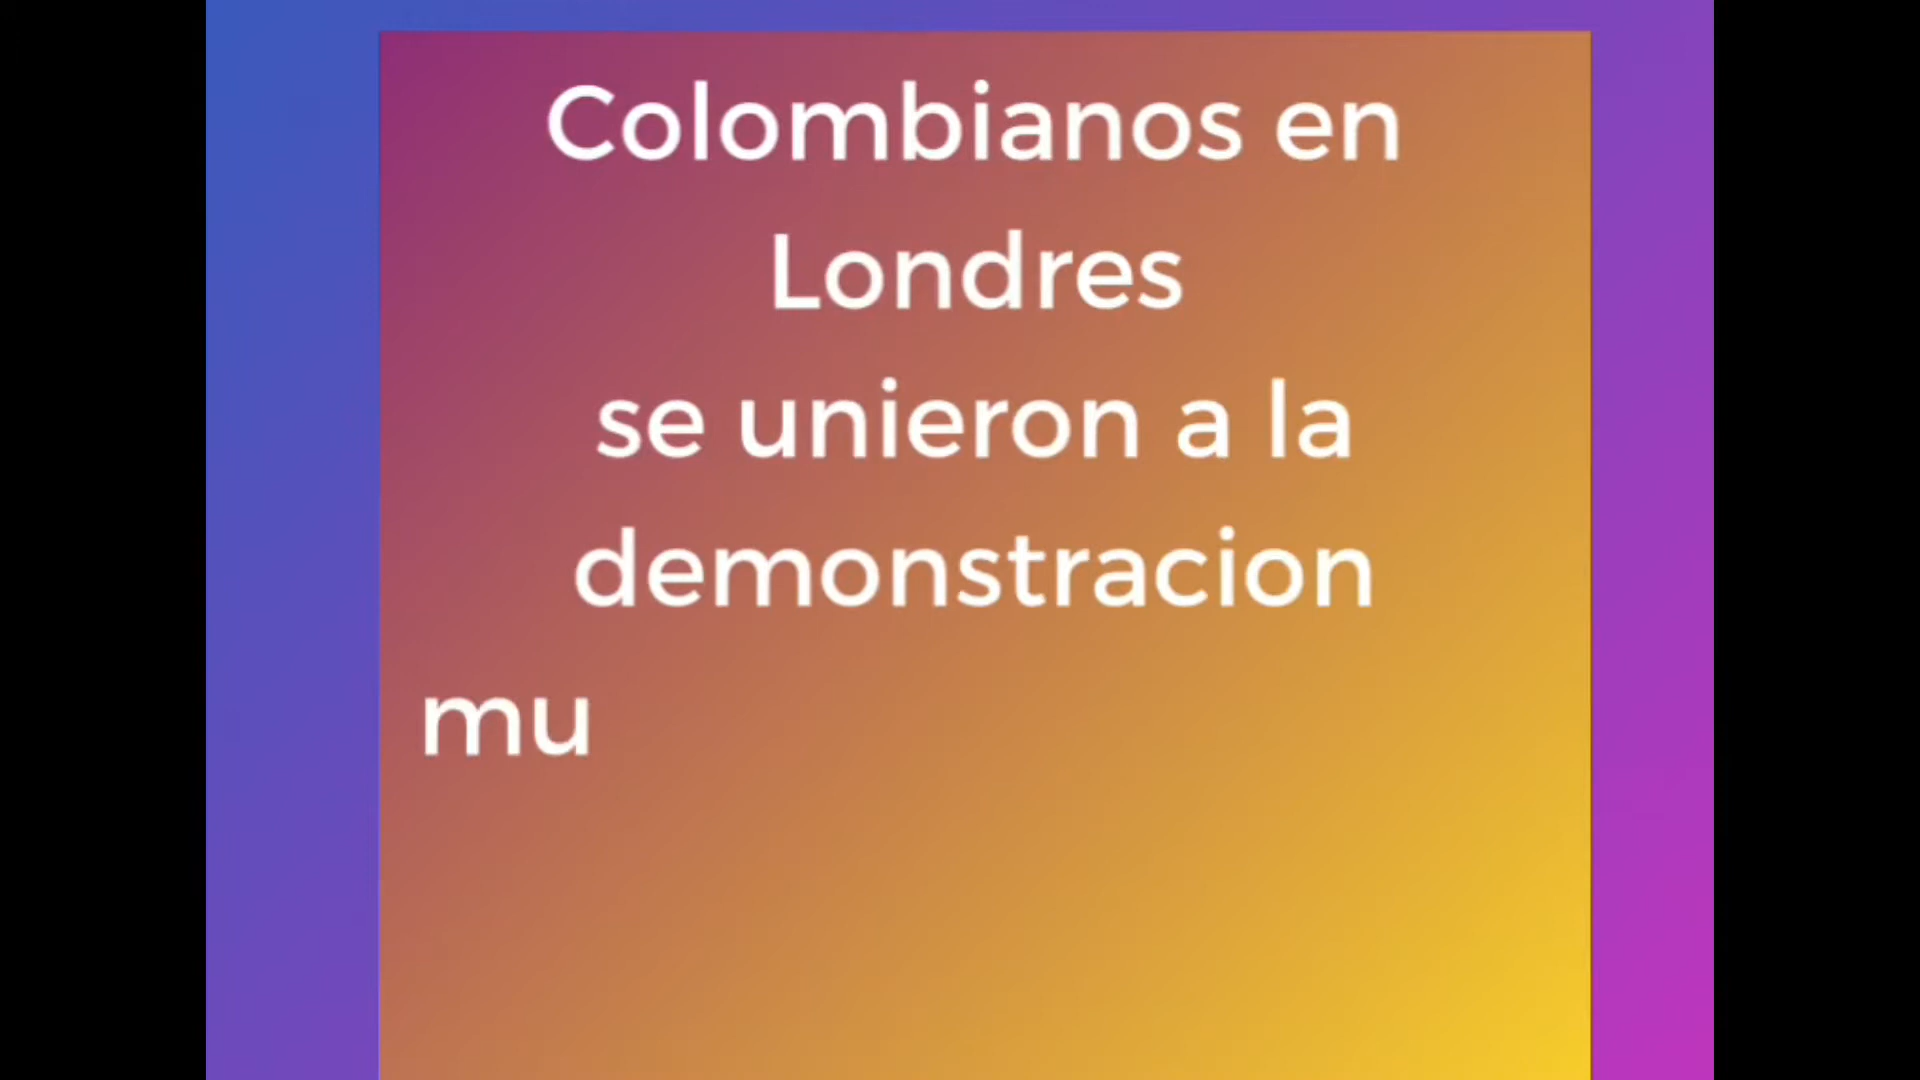 Colombianos en
Londres
se unieron a la
demonstracion
mu